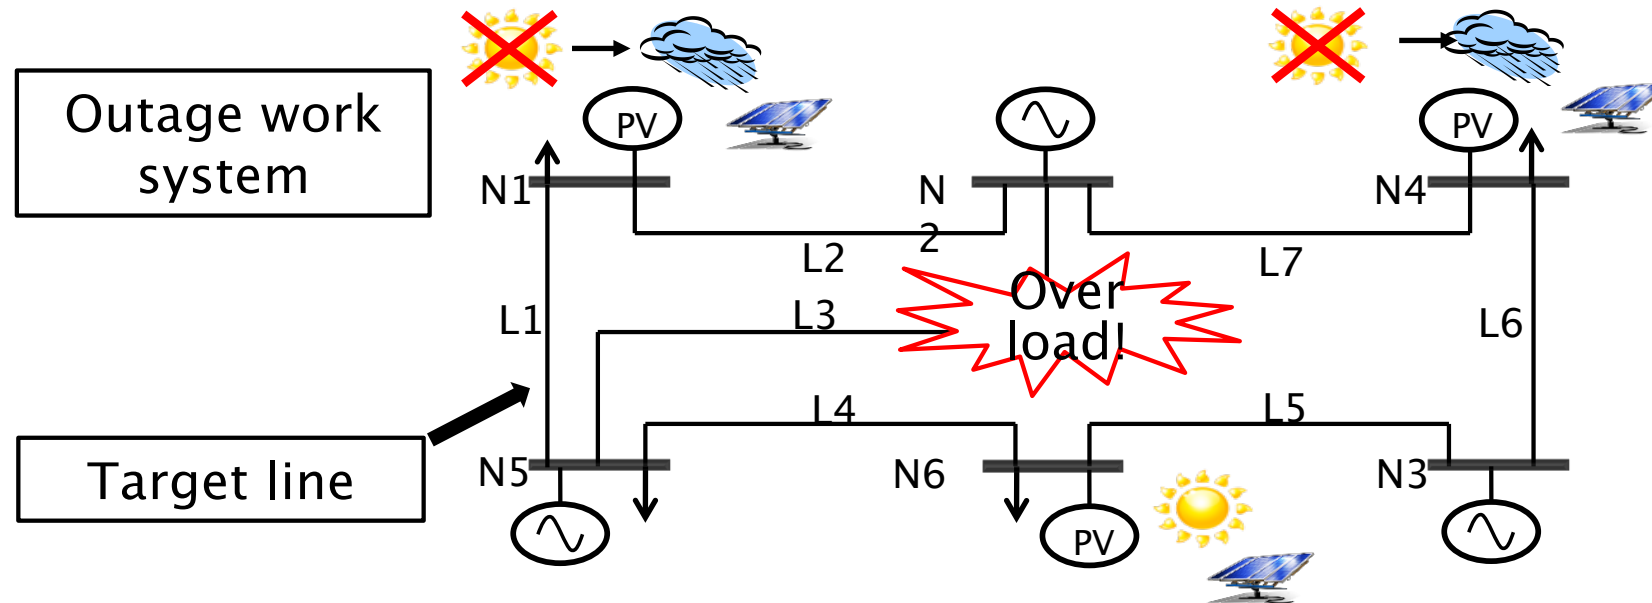 Outage work
system
PV
PV
N1
N
2
N4
L2
L7
Over
load!
L1
L3
L6
L4
L5
Target line
N5
N6
N3
PV